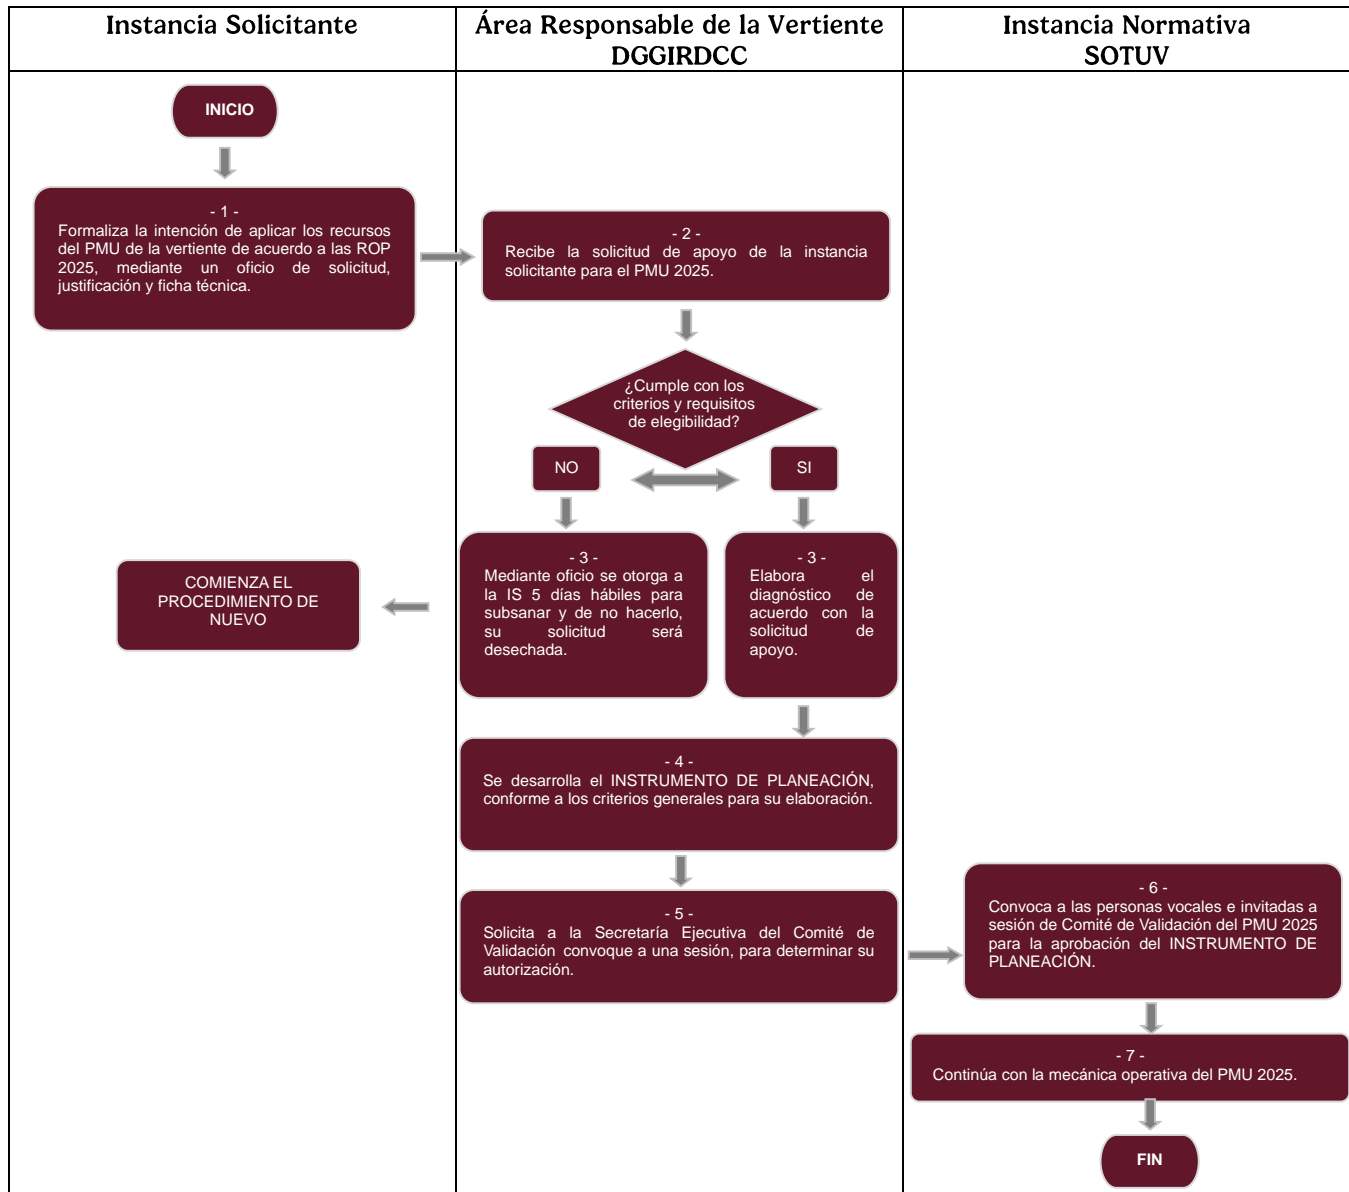 Instancia Solicitante
Área Responsable de la Vertiente
DGGIRDCC
Instancia Normativa
SOTUV
INICIO
- 1 -
Formaliza la intención de aplicar los recursos
del PMU de la vertiente de acuerdo a las ROP
2025, mediante un oficio de solicitud,
justificación y ficha técnica.
- 2 -
Recibe la solicitud de apoyo de la instancia
solicitante para el PMU 2025.
¿Cumple con los
criterios y requisitos
de elegibilidad?
NO
SI
- 3 -
Mediante oficio se otorga a
la IS 5 días hábiles para
subsanar y de no hacerlo,
su solicitud será
desechada.
COMIENZA EL
PROCEDIMIENTO DE
NUEVO
- 3 -
Elabora el
diagnóstico de
acuerdo con la
solicitud de
apoyo.
- 4 -
Se desarrolla el INSTRUMENTO DE PLANEACIÓN,
conforme a los criterios generales para su elaboración.
- 5 -
Solicita a la Secretaría Ejecutiva del Comité de
Validación convoque a una sesión, para determinar su
autorización.
- 6 -
Convoca a las personas vocales e invitadas a
sesión de Comité de Validación del PMU 2025
para la aprobación del INSTRUMENTO DE
PLANEACIÓN.
- 7 -
Continúa con la mecánica operativa del PMU 2025.
FIN